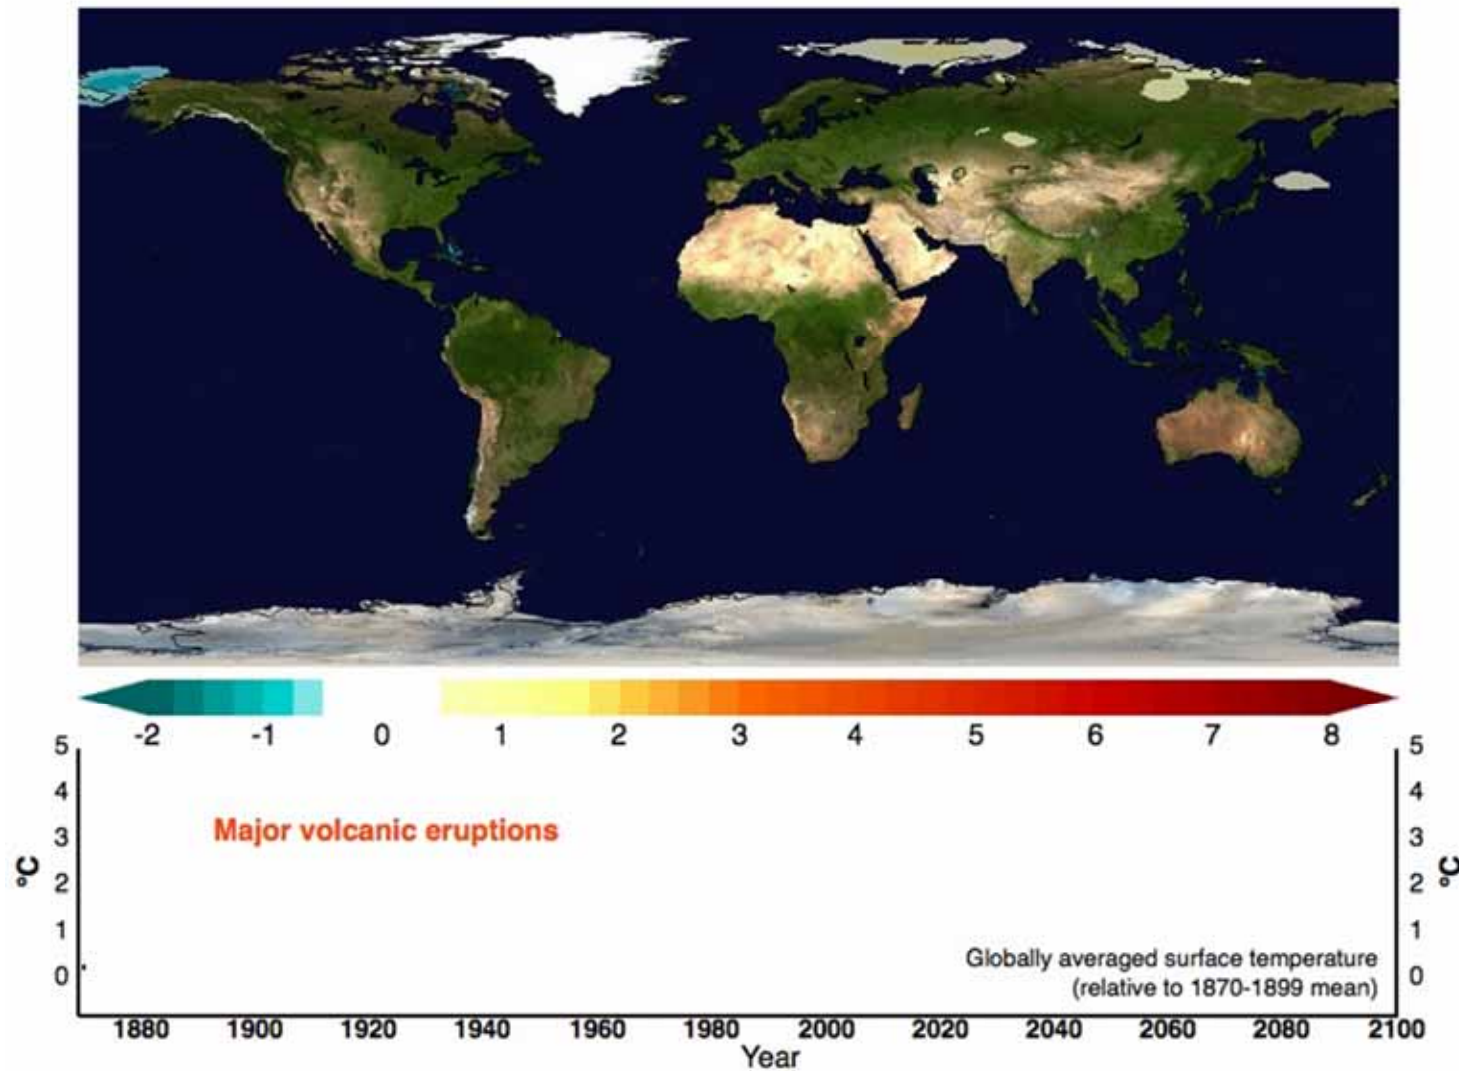 -2 -1 0 1 2 3 4 5 6 7 8
5 5
4 4
Major volcanic eruptions
3 3
°C °C
2 2
1 1
Globally averaged surface temperature
0 0
(relative to 1870-1899 mean)
1880 1900 1920 1940 1960 1980 2000 2020 2040 2060 2080 2100
Year